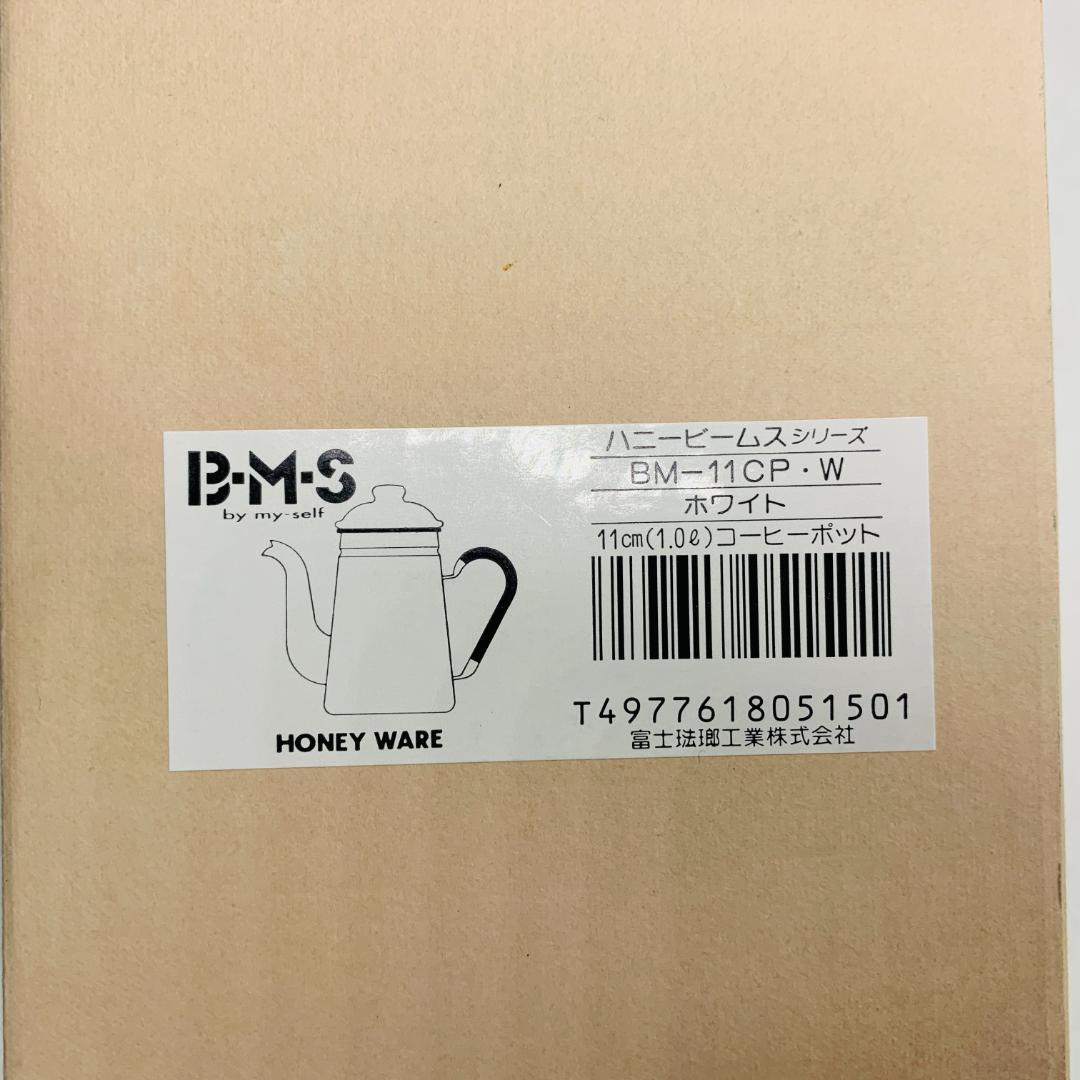 B・M・S
by my-self
HONEY WARE
ハニービームスシリーズ
BM-11CP・W
ホワイト
11cm(1.0ℓ)コーヒーポット
T4977618051501
富士琺瑯工業株式会社